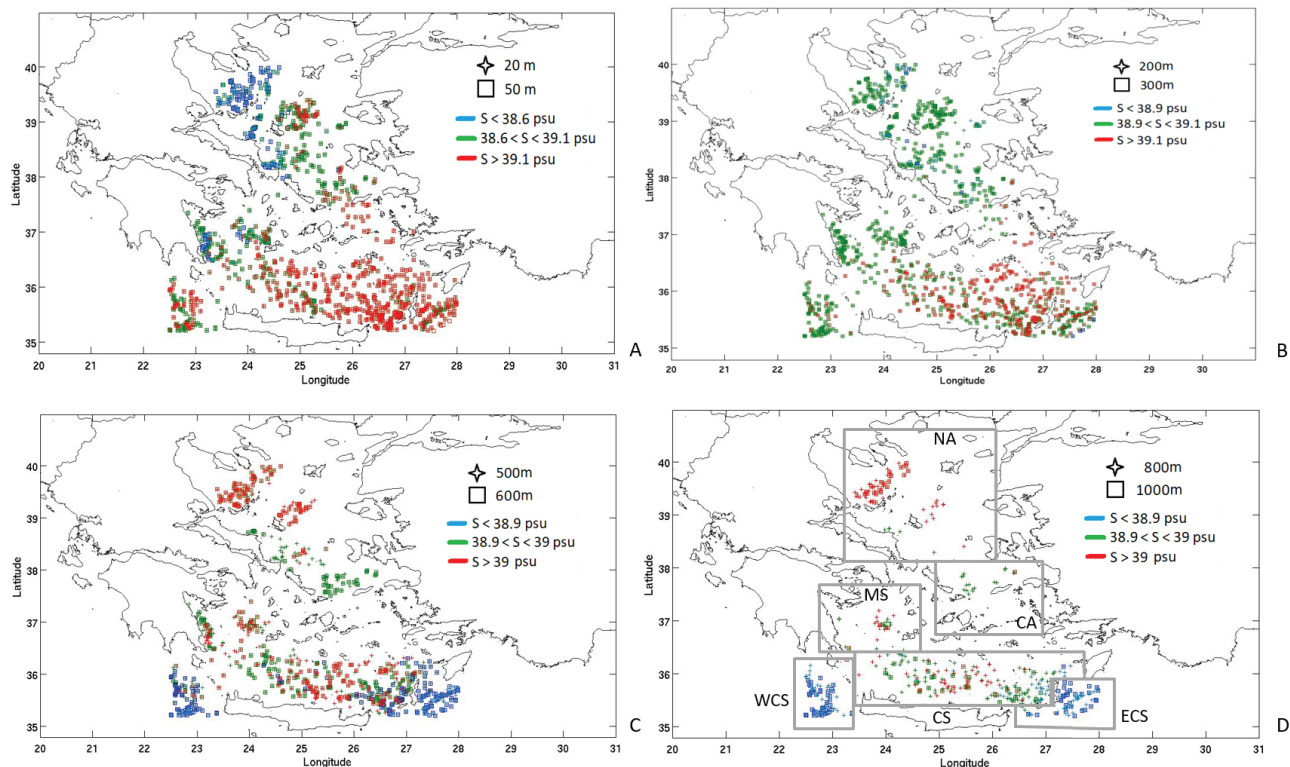 40
39
38
37
36
35
Latitude
20 21 22 23 24 25 26 27 28 29 30 31
Longitude
20 m
50 m
S < 38.6 psu
38.6 < S < 39.1 psu
S > 39.1 psu
A
40
39
38
37
36
35
Latitude
20 21 22 23 24 25 26 27 28 29 30
Longitude
200 m
300m
S < 38.9 psu
38.9 < S < 39.1 psu
S > 39.1 psu
B
40
39
38
37
36
35
Latitude
20 21 22 23 24 25 26 27 28 29 30 31
Longitude
500m
600m
S < 38.9 psu
38.9 < S < 39 psu
S > 39 psu
C
40
39
38
37
36
35
Latitude
20 21 22 23 24 25 26 27 28 29 30 31
Longitude
NA
800m
1000m
S < 38.9 psu
38.9 < S < 39 psu
S > 39 psu
MS
CA
WCS
CS
ECS
D